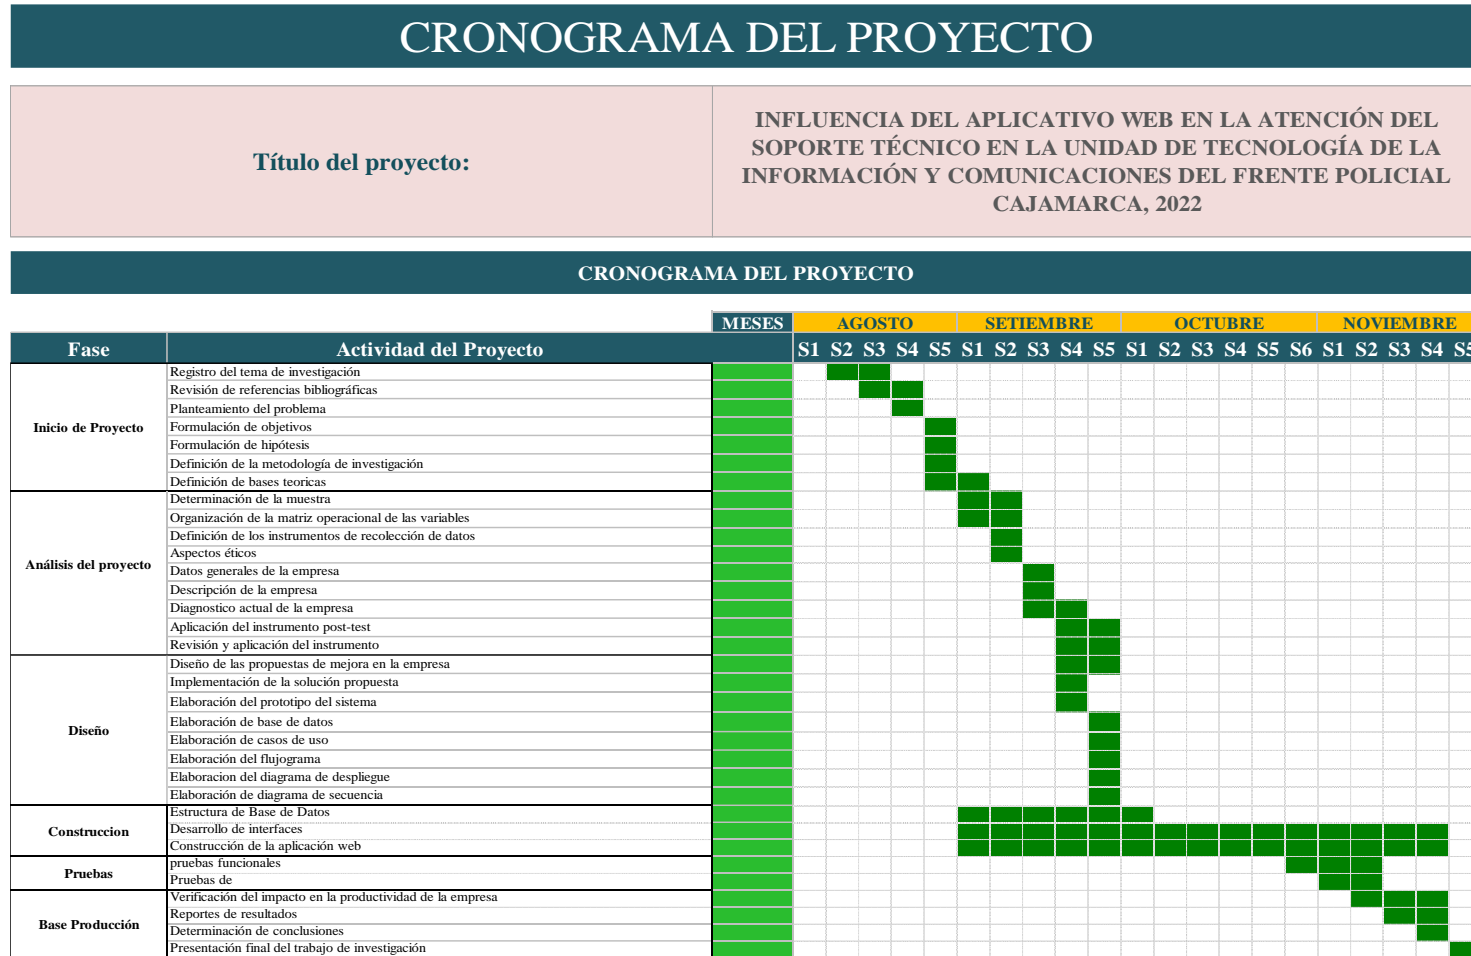 CRONOGRAMA DEL PROYECTO
Título del proyecto:
INFLUENCIA DEL APLICATIVO WEB EN LA ATENCIÓN DEL
SOPORTE TÉCNICO EN LA UNIDAD DE TECNOLOGÍA DE LA
INFORMACIÓN Y COMUNICACIONES DEL FRENTE POLICIAL
CAJAMARCA, 2022
CRONOGRAMA DEL PROYECTO
MESES AGOSTO SETIEMBRE OCTUBRE NOVIEMBRE
Fase Actividad del Proyecto S1 S2 S3 S4 S5 S1 S2 S3 S4 S5 S1 S2 S3 S4 S5 S6 S1 S2 S3 S4 S5
Inicio de Proyecto
Registro del tema de investigación
Revisión de referencias bibliográficas
Planteamiento del problema
Formulación de objetivos
Formulación de hipótesis
Definición de la metodología de investigación
Definición de bases teoricas
Análisis del proyecto
Determinación de la muestra
Organización de la matriz operacional de las variables
Definición de los instrumentos de recolección de datos
Aspectos éticos
Datos generales de la empresa
Descripción de la empresa
Diagnostico actual de la empresa
Aplicación del instrumento post-test
Revisión y aplicación del instrumento
Diseño
Diseño de las propuestas de mejora en la empresa
Implementación de la solución propuesta
Elaboración del prototipo del sistema
Elaboración de base de datos
Elaboración de casos de uso
Elaboración del flujograma
Elaboracion del diagrama de despliegue
Elaboración de diagrama de secuencia
Construccion
Estructura de Base de Datos
Desarrollo de interfaces
Construcción de la aplicación web
Pruebas
pruebas funcionales
Pruebas de
Base Producción
Verificación del impacto en la productividad de la empresa
Reportes de resultados
Determinación de conclusiones
Presentación final del trabajo de investigación